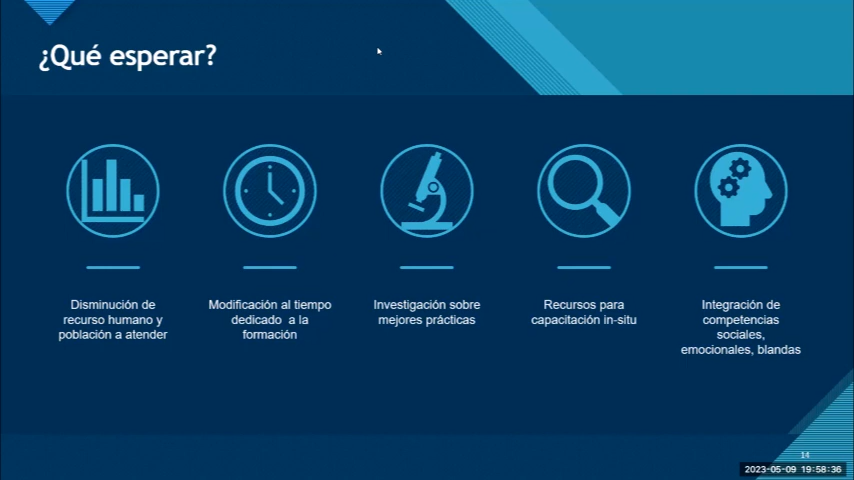 ¿Qué esperar?
Disminución de
recurso humano y
población a atender
Modificación al tiempo
dedicado a la
formación
Investigación sobre
mejores prácticas
Recursos para
capacitación in-situ
Integración de
competencias
sociales,
emocionales, blandas
14
2023-05-09 19:58:36